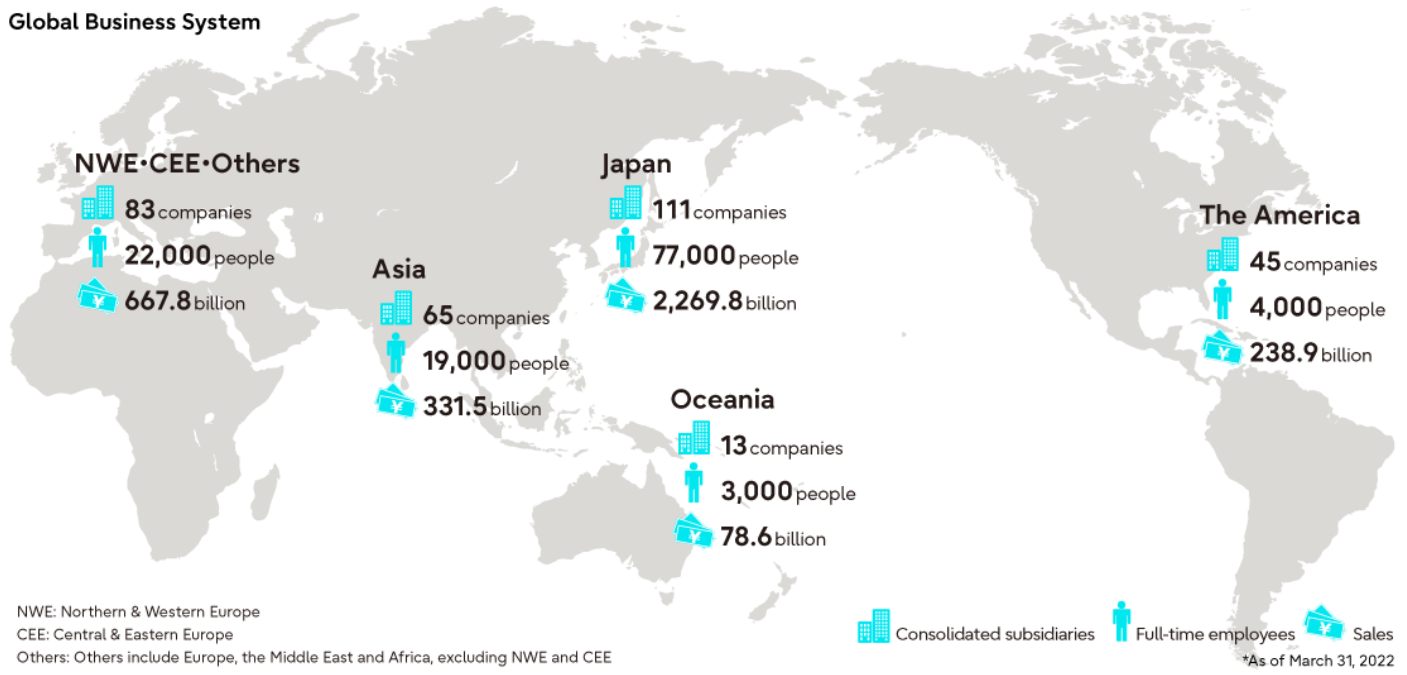 Global Business System
NWE•CEE•Others
83 companies
22,000 people
¥ 667.8 billion
Japan
111 companies
77,000 people
¥ 2,269.8 billion
The America
45 companies
4,000 people
¥ 238.9 billion
Asia
65 companies
19,000 people
¥ 331.5 billion
Oceania
13 companies
3,000 people
¥ 78.6 billion
NWE: Northern & Western Europe
CEE: Central & Eastern Europe
Others: Others include Europe, the Middle East and Africa, excluding NWE and CEE
Consolidated subsidiaries Full-time employees ¥ Sales
*As of March 31, 2022